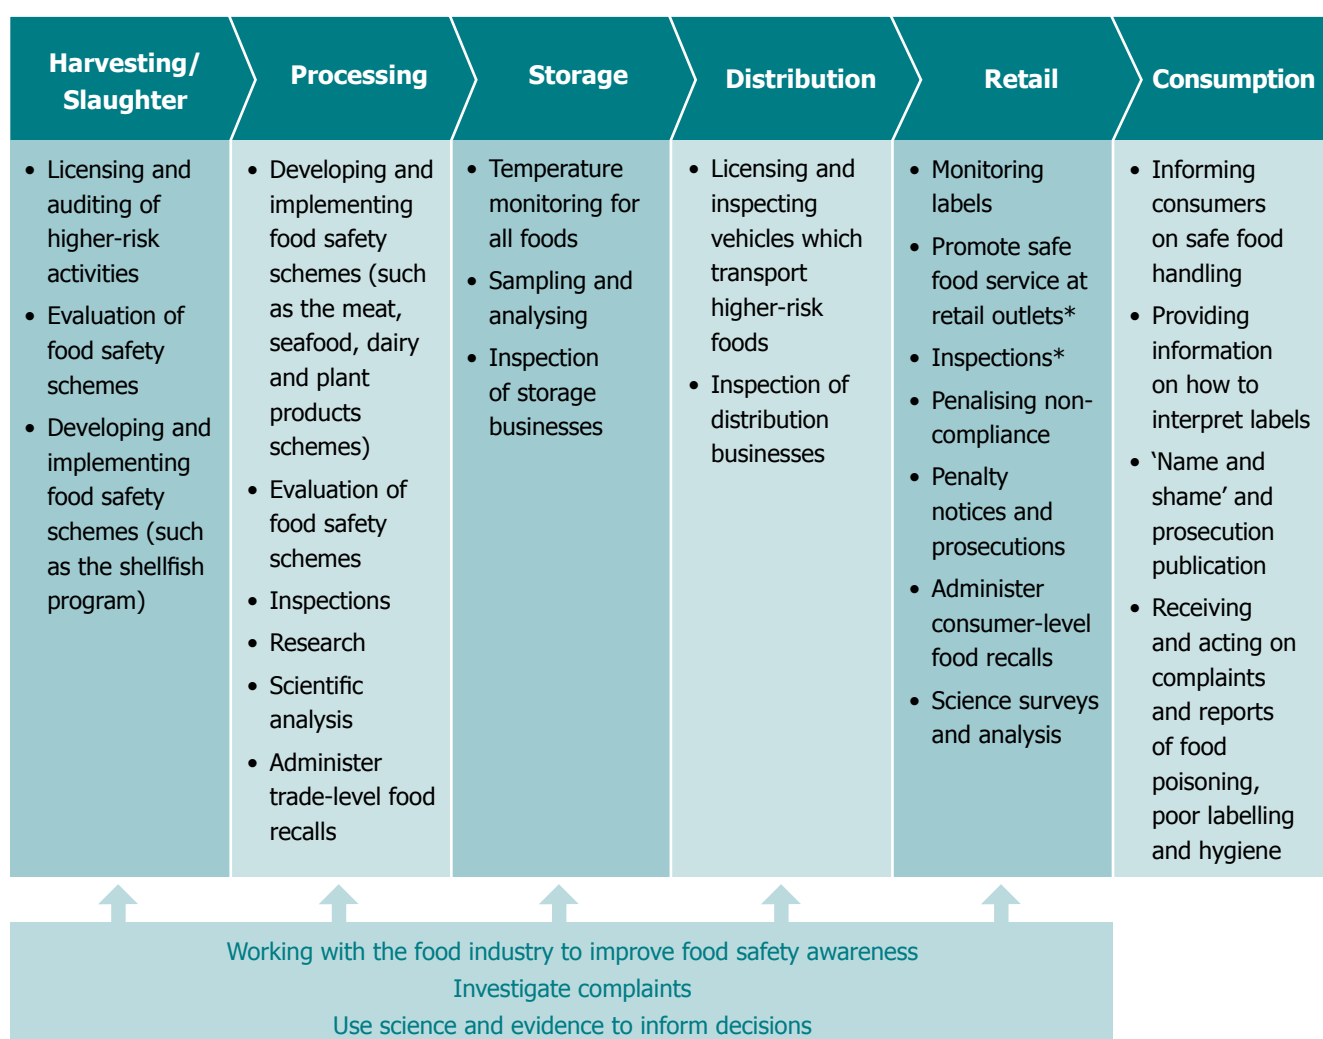 Harvesting/
Slaughter
Processing
Storage
Distribution
Retail
Consumption
• Licensing and
auditing of
higher-risk
activities
• Evaluation of
food safety
schemes
• Developing and
implementing
food safety
schemes (such
as the shellfish
program)
• Developing and
implementing
food safety
schemes (such
as the meat,
seafood, dairy
and plant
products
schemes)
• Evaluation of
food safety
schemes
• Inspections
• Research
• Scientific
analysis
• Administer
trade-level food
recalls
• Temperature
monitoring for
all foods
• Sampling and
analysing
• Inspection
of storage
businesses
• Licensing and
inspecting
vehicles which
transport
higher-risk
foods
• Inspection of
distribution
businesses
• Monitoring
labels
• Promote safe
food service at
retail outlets*
• Inspections*
• Penalising non-
compliance
• Penalty
notices and
prosecutions
• Administer
consumer-level
food recalls
• Science surveys
and analysis
• Informing
consumers
on safe food
handling
• Providing
information
on how to
interpret labels
• ‘Name and
shame’ and
prosecution
publication
• Receiving
and acting on
complaints
and reports
of food
poisoning,
poor labelling
and hygiene
Working with the food industry to improve food safety awareness
Investigate complaints
Use science and evidence to inform decisions